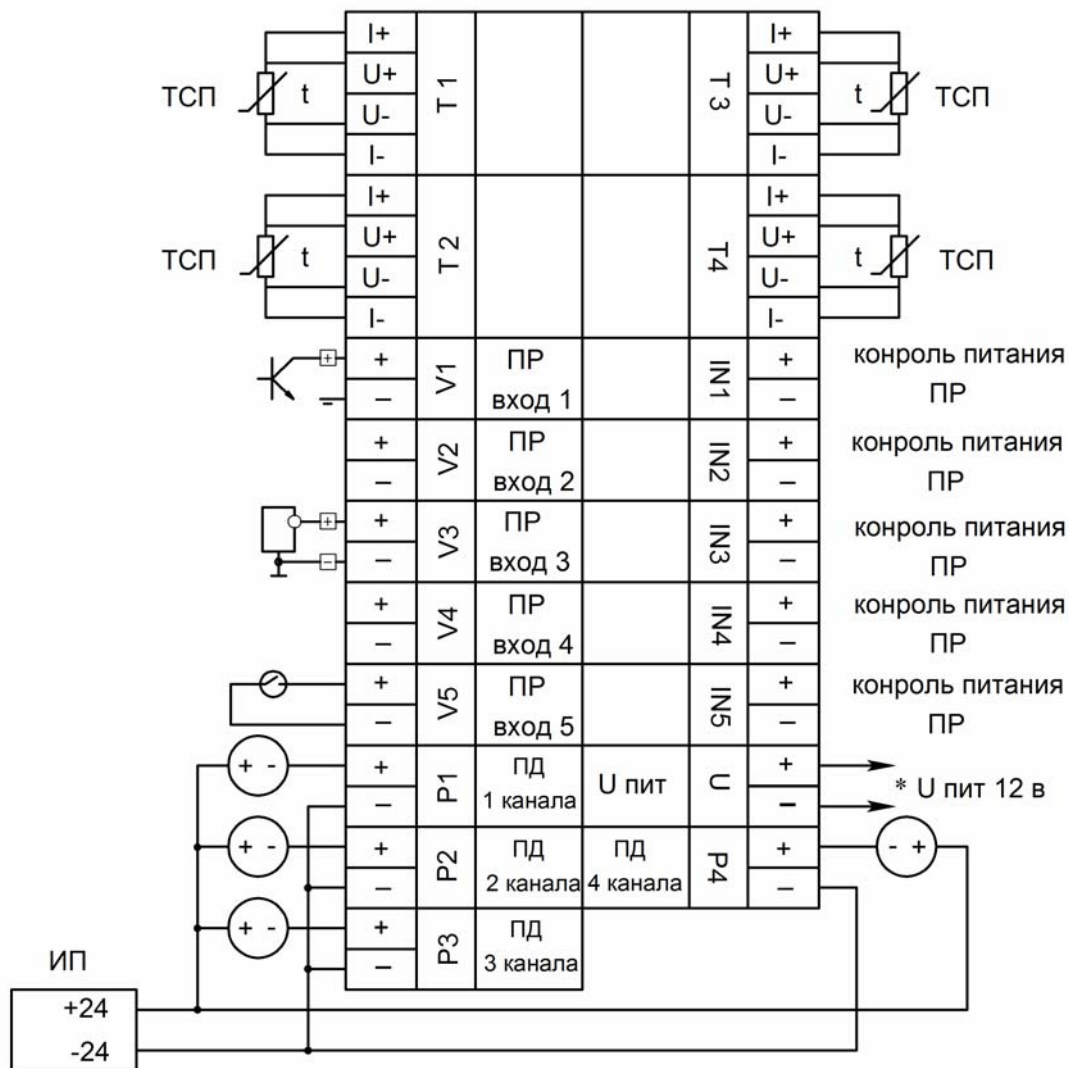 I+ I+
U+ U+
ТСП t T 1 T 3 t ТСП
U- U-
I- I-
I+ I+
U+ U+
ТСП t T 2 T4 t ТСП
U- U-
I- I-
+ + V1 ПР IN1 + конроль питания
– вход 1 – ПР
+ V2 ПР IN2 + конроль питания
– вход 2 – ПР
+ + V3 ПР IN3 + конроль питания
- – вход 3 – ПР
+ V4 ПР IN4 + конроль питания
– вход 4 – ПР
+ V5 ПР IN5 + конроль питания
– вход 5 – ПР
+ - + P1 ПД U пит U + * U пит 12 в
– 1 канала –
+ - + P2 ПД ПД P4 + - +
– 2 канала 4 канала –
+ - + P3 ПД
– 3 канала
ИП
+24
-24